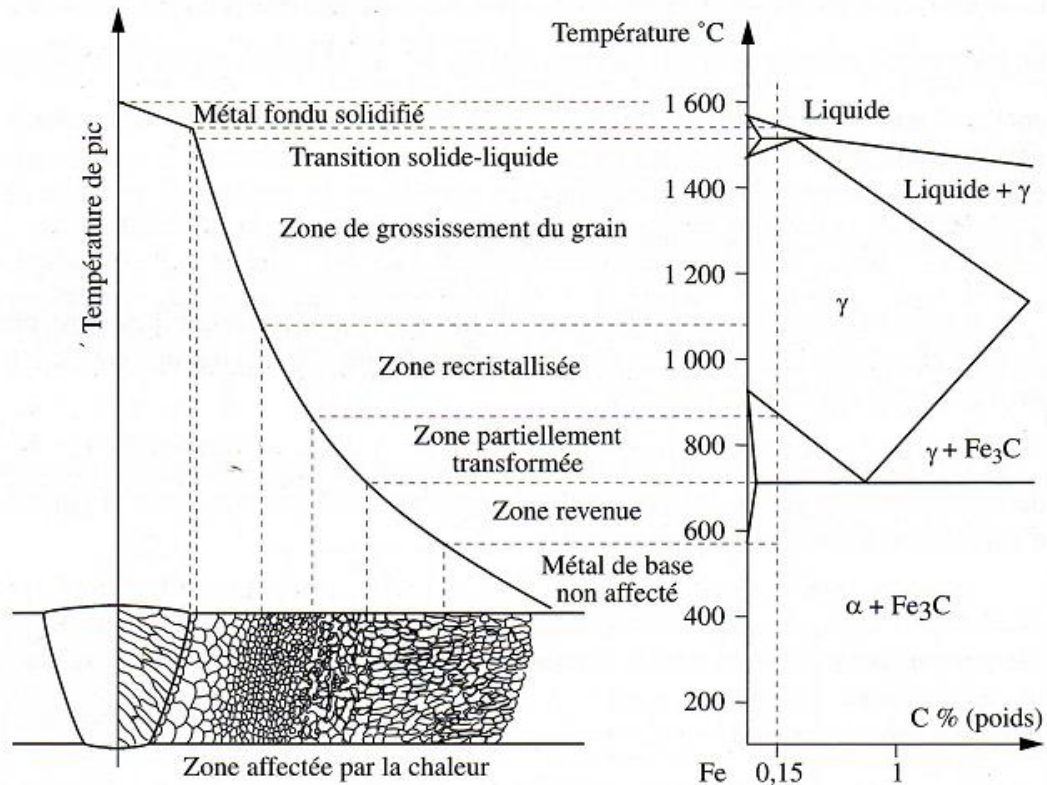 Température de pic
Métal fondu solidifié
Transition solide-liquide
Zone de grossissement du grain
Zone recristallisée
Zone partiellement
transformée
Zone revenue
Métal de base
non affecté
Zone affectée par la chaleur
Température ˚C
1 600
1 400
1 200
1 000
800
600
400
200
Liquide
Liquide + γ
γ
γ + Fe₃C
α + Fe₃C
C % (poids)
Fe
0,15
1